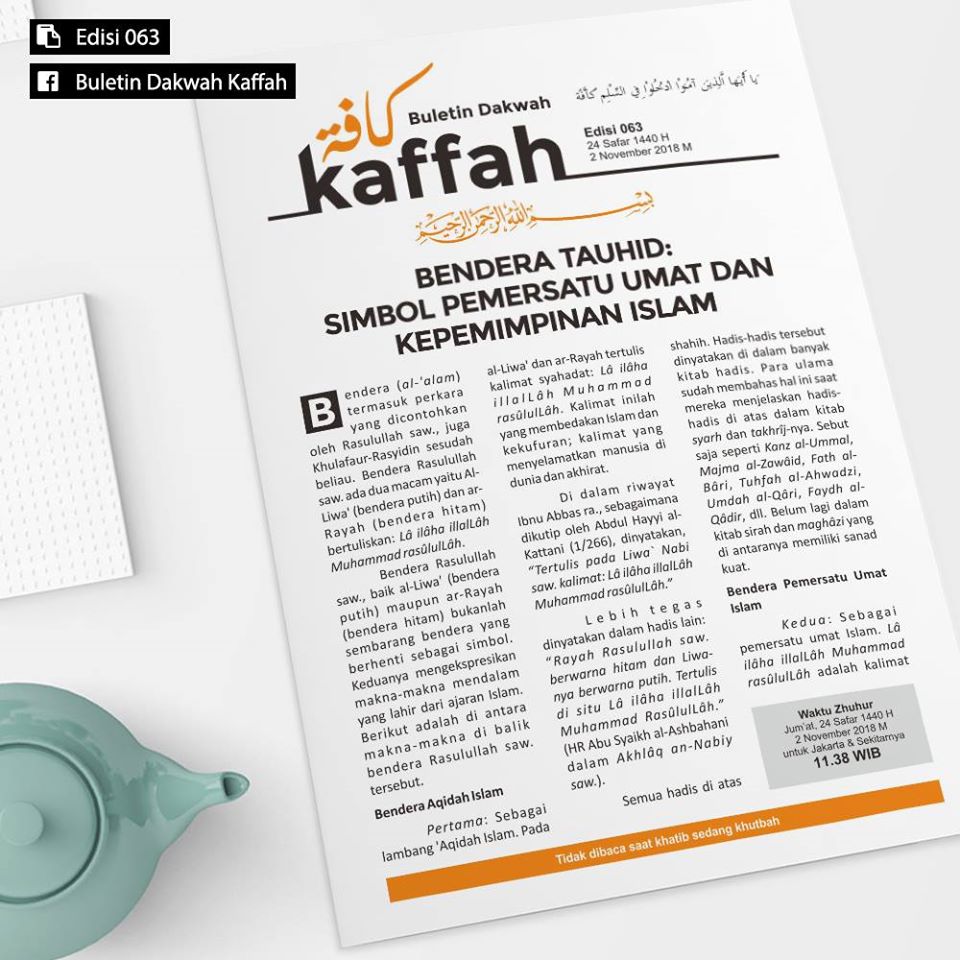 Edisi 063
Buletin Dakwah Kaffah
كافة
Buletin Dakwah
kaffah
يَا أَيُّهَا الَّذِينَ آمَنُوا ادْخُلُوا فِي السِّلْمِ كَافَّةً
Edisi 063
24 Safar 1440 H
2 November 2018 M
بِسْمِ اللهِ الرَّحْمَنِ الرَّحِيْمِ
BENDERA TAUHID:
SIMBOL PEMERSATU UMAT DAN
KEPEMIMPINAN ISLAM
Bendera (al-'alam)
termasuk perkara
yang dicontohkan
oleh Rasulullah saw., juga
Khulafaur-Rasyidin sesudah
beliau. Bendera Rasulullah
saw. ada dua macam yaitu Al-
Liwa' (bendera putih) dan ar-
Rayah (bendera hitam)
bertuliskan: Lâ ilâha illalLâh
Muhammad rasûlulLâh.
Bendera Rasulullah
saw., baik al-Liwa' (bendera
putih) maupun ar-Rayah
(bendera hitam) bukanlah
sembarang bendera yang
berhenti sebagai simbol.
Keduanya mengekspresikan
makna-makna mendalam
yang lahir dari ajaran Islam.
Berikut adalah di antara
makna-makna di balik
bendera Rasulullah saw.
tersebut.
Bendera Aqidah Islam
Pertama: Sebagai
lambang 'Aqidah Islam. Pada
al-Liwa' dan ar-Rayah tertulis
kalimat syahadat: Lâ ilâha
illalLâh Muhammad
rasûlulLâh. Kalimat inilah
yang membedakan Islam dan
kekufuran; kalimat yang
menyelamatkan manusia di
dunia dan akhirat.
Di dalam riwayat
Ibnu Abbas ra., sebagaimana
dikutip oleh Abdul Hayyi al-
Kattani (1/266), dinyatakan,
“Tertulis pada Liwa` Nabi
saw. kalimat: Lâ ilâha illalLâh
Muhammad rasûlulLâh.”
Lebih tegas
dinyatakan dalam hadis lain:
“Rayah Rasulullah saw.
berwarna hitam dan Liwa-
nya berwarna putih. Tertulis
di situ Lâ ilâha illalLâh
Muhammad RasûlulLâh.”
(HR Abu Syaikh al-Ashbahani
dalam Akhlâq an-Nabiy
saw.).
Semua hadis di atas
shahih. Hadis-hadis tersebut
dinyatakan di dalam banyak
kitab hadis. Para ulama
sudah membahas hal ini saat
mereka menjelaskan hadis-
hadis di atas dalam kitab
syarh dan takhrîj-nya. Sebut
saja seperti Kanz al-Ummal,
Majma al-Zawâid, Fath al-
Bâri, Tuhfah al-Ahwadzi,
Umdah al-Qâri, Faydh al-
Qâdir, dll. Belum lagi dalam
kitab sirah dan maghâzi yang
di antaranya memiliki sanad
kuat.
Bendera Pemersatu Umat
Islam
Kedua: Sebagai
pemersatu umat Islam. Lâ
ilâha illalLâh Muhammad
rasûlulLâh adalah kalimat
Waktu Zhuhur
Jum'at, 24 Safar 1440 H
2 November 2018 M
untuk Jakarta & Sekitarnya
11.38 WIB
Tidak dibaca saat khatib sedang khutbah